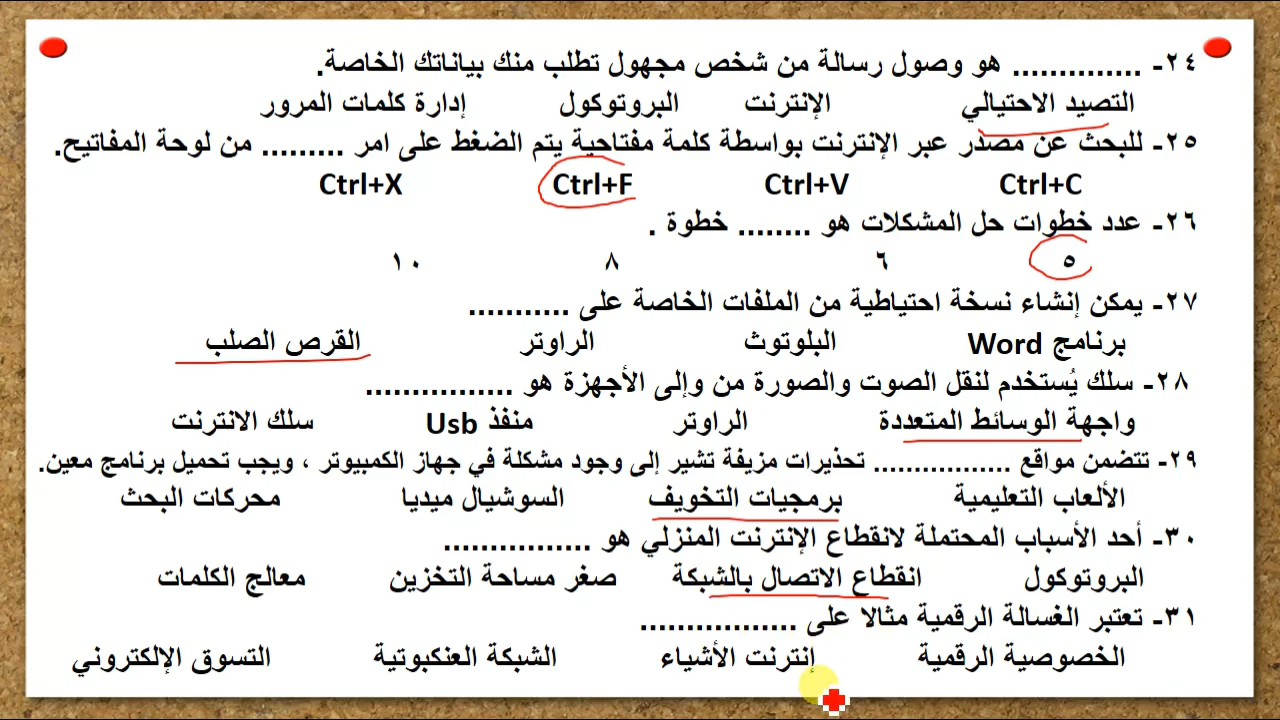 ٢٤- .............. هو وصول رسالة من شخص مجهول تطلب منك بياناتك الخاصة.
التصيد الاحتيالي الإنترنت البروتوكول إدارة كلمات المرور
٢٥- للبحث عن مصدر عبر الإنترنت بواسطة كلمة مفتاحية يتم الضغط على امر ......... من لوحة المفاتيح.
Ctrl+C Ctrl+V Ctrl+F Ctrl+X
٢٦- عدد خطوات حل المشكلات هو ........ خطوة .
٥ ٦ ٨ ١٠
٢٧- يمكن إنشاء نسخة احتياطية من الملفات الخاصة على ...........
برنامج Word البلوتوث الراوتر القرص الصلب
٢٨- سلك يُستخدم لنقل الصوت والصورة من وإلى الأجهزة هو ................
واجهة الوسائط المتعددة الراوتر منفذ Usb سلك الانترنت
٢٩- تتضمن مواقع ................ تحذيرات مزيفة تشير إلى وجود مشكلة في جهاز الكمبيوتر ، ويجب تحميل برنامج معين.
الألعاب التعليمية برمجيات التخويف السوشيال ميديا محركات البحث
٣٠- أحد الأسباب المحتملة لانقطاع الإنترنت المنزلي هو ................
البروتوكول انقطاع الاتصال بالشبكة صغر مساحة التخزين معالج الكلمات
٣١- تعتبر الغسالة الرقمية مثالا على .................
الخصوصية الرقمية إنترنت الأشياء الشبكة العنكبوتية التسوق الإلكتروني